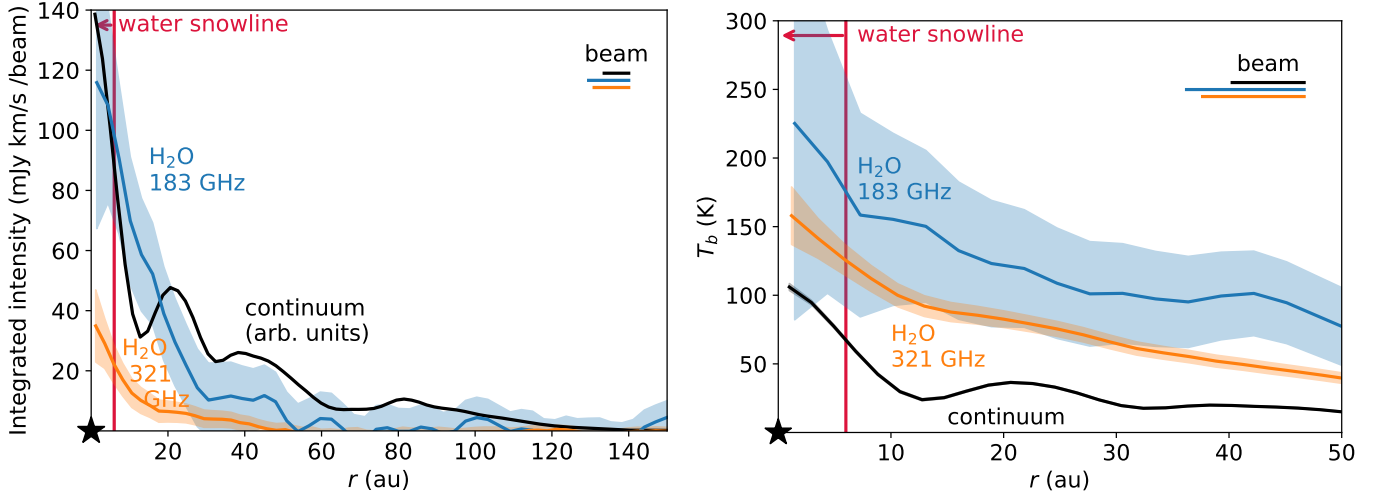 Integrated intensity (mJy km/s /beam)
140
120
100
80
60
40
20
water snowline
beam
H₂O
183 GHz
continuum
(arb. units)
H₂O
321
GHz
20 40 60 80 100 120 140
r (au)
T_b (K)
300
250
200
150
100
50
water snowline
beam
H₂O
183 GHz
H₂O
321 GHz
continuum
10 20 30 40 50
r (au)